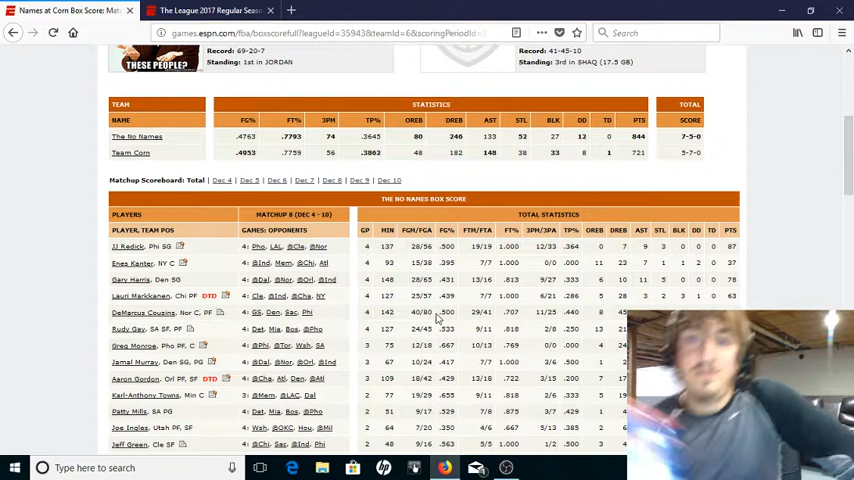 Names at Corn Box Score: Mat
The League 2017 Regular Seaso
games.espn.com/fba/boxscorefull?leagueId=35943&teamId=6&scoringPeriodId=
Search
THESE PEOPLE?
Record: 69-20-7
Standing: 1st in JORDAN
Record: 41-45-10
Standing: 3rd in SHAQ (17.5 GB)
TEAM STATISTICS TOTAL
NAME FG% FT% 3PM TP% OREB DREB AST STL BLK DD TD PTS SCORE
The No Names .4763 .7793 74 .3645 80 246 133 52 27 12 0 844 7-5-0
Team Corn .4953 .7759 56 .3862 48 182 148 38 33 8 1 721 5-7-0
Matchup Scoreboard: Total | Dec 4 | Dec 5 | Dec 6 | Dec 7 | Dec 8 | Dec 9 | Dec 10
THE NO NAMES BOX SCORE
PLAYERS MATCHUP 8 (DEC 4 - 10) TOTAL STATISTICS
PLAYER, TEAM POS GAMES: OPPONENTS GP MIN FGM/FGA FG% FTM/FTA FT% 3PM/3PA TP% OREB DREB AST STL BLK DD TD PTS
JJ Redick, Phi SG 4: Pho, LAL, @Cle, @Nor 4 137 28/56 .500 19/19 1.000 12/33 .364 0 7 9 3 0 0 0 87
Enes Kanter, NY C 4: @Ind, Mem, @Chi, Atl 4 93 15/38 .395 7/7 1.000 0/0 .000 11 23 7 1 1 2 0 37
Gary Harris, Den SG 4: @Dal, @Nor, @Orl, @Ind 4 148 28/65 .431 13/16 .813 9/27 .333 6 10 11 5 0 0 0 78
Lauri Markkanen, Chi PF DTD 4: Cle, @Ind, @Cha, NY 4 127 25/57 .439 7/7 1.000 6/21 .286 5 28 3 2 3 1 0 63
DeMarcus Cousins, Nor C, PF 4: GS, Den, Sac, Phi 4 142 40/80 .500 29/41 .707 11/25 .440 8 45
Rudy Gay, SA SF, PF 4: Det, Mia, Bos, @Pho 4 127 24/45 .533 9/11 .818 2/8 .250 13 21
Greg Monroe, Pho PF, C 4: @Phi, @Tor, Wsh, SA 3 75 12/18 .667 10/13 .769 0/0 .000 4 24
Jamal Murray, Den SG, PG 4: @Dal, @Nor, @Orl, @Ind 3 67 10/24 .417 7/7 1.000 3/6 .500 1 2
Aaron Gordon, Orl PF, SF DTD 4: @Cha, Atl, Den, @Atl 3 109 18/42 .429 13/18 .722 3/15 .200 7 17
Karl-Anthony Towns, Min C 3: @Mem, @LAC, Dal 2 77 19/29 .655 9/11 .818 2/6 .333 5 19
Patty Mills, SA PG 4: Det, Mia, Bos, @Pho 2 51 9/17 .529 7/8 .875 3/7 .429 1
Joe Ingles, Utah PF, SF 4: Wsh, @OKC, Hou, @Mil 2 64 7/20 .350 6/6 .667 5/13 .385 2
Jeff Green, Cle SF 4: @Chi, Sac, @Ind, Phi 2 48 9/16 .563 5/5 1.000 1/2 .500 3
Type here to search